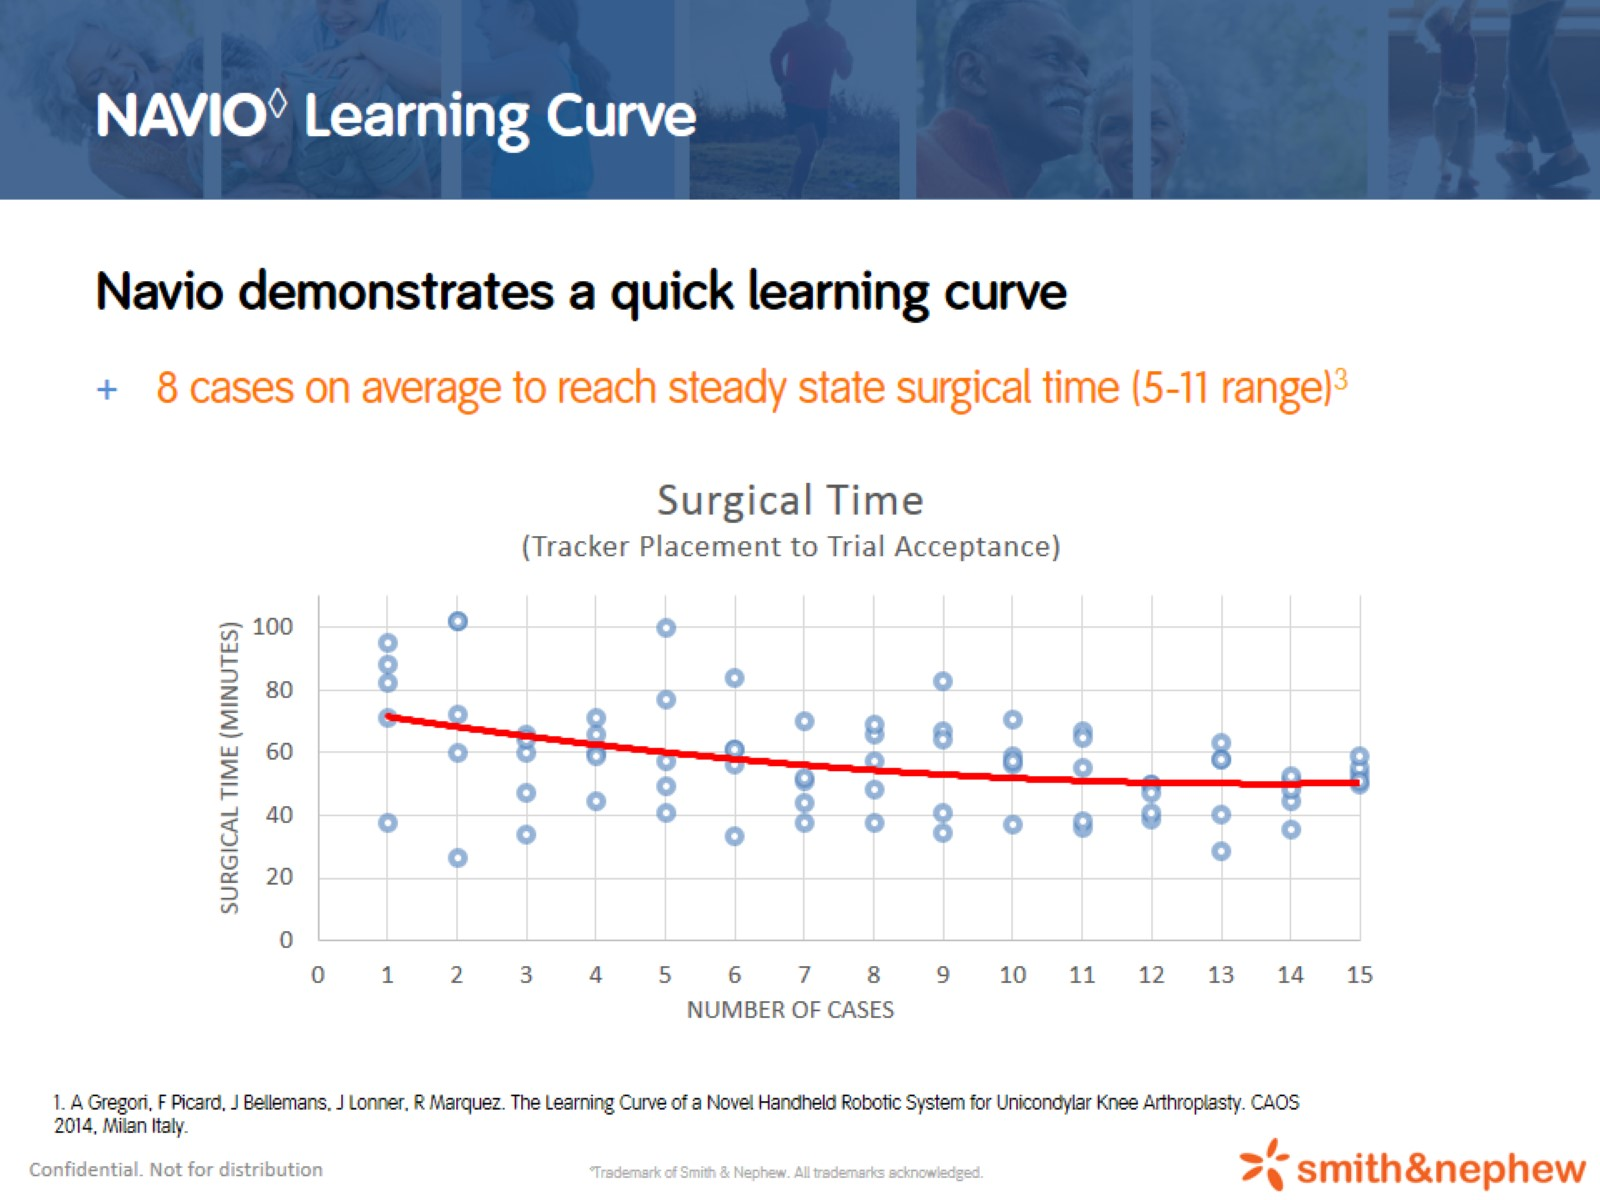 NAVIO◊ Learning Curve
Navio demonstrates a quick learning curve
+ 8 cases on average to reach steady state surgical time (5-11 range)3
Surgical Time
(Tracker Placement to Trial Acceptance)
SURGICAL TIME (MINUTES)
100
80
60
40
20
0
0 1 2 3 4 5 6 7 8 9 10 11 12 13 14 15
NUMBER OF CASES
1. A Gregori, F Picard, J Bellemans, J Lonner, R Marquez. The Learning Curve of a Novel Handheld Robotic System for Unicondylar Knee Arthroplasty. CAOS
2014, Milan Italy.
Confidential. Not for distribution
◊Trademark of Smith & Nephew. All trademarks acknowledged.
smith&nephew